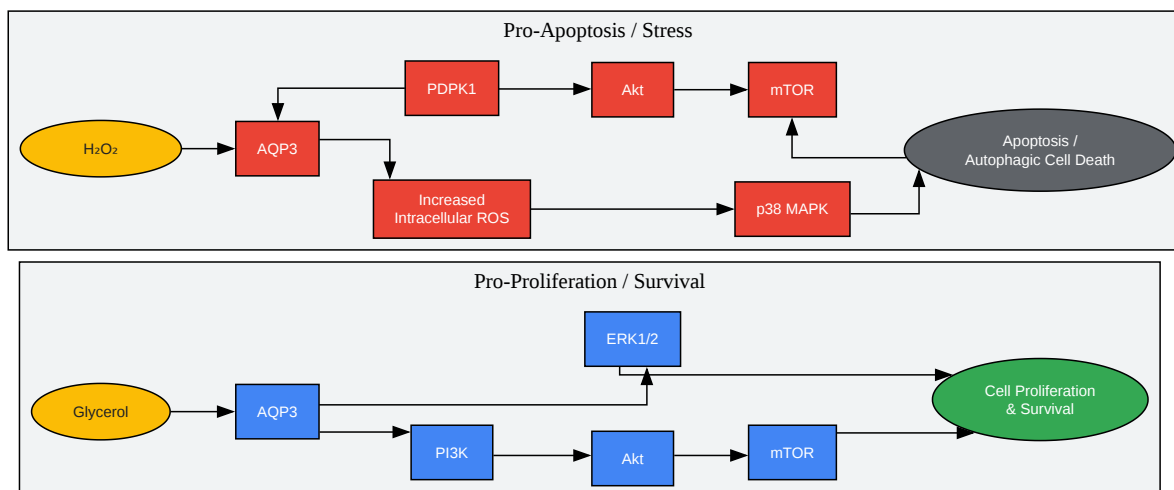 Pro-Apoptosis / Stress
PDPK1
Akt
mTOR
H₂O₂
AQP3
Apoptosis /
Autophagic Cell Death
Increased
Intracellular ROS
p38 MAPK
Pro-Proliferation / Survival
ERK1/2
Glycerol
AQP3
Cell Proliferation
& Survival
PI3K
Akt
mTOR